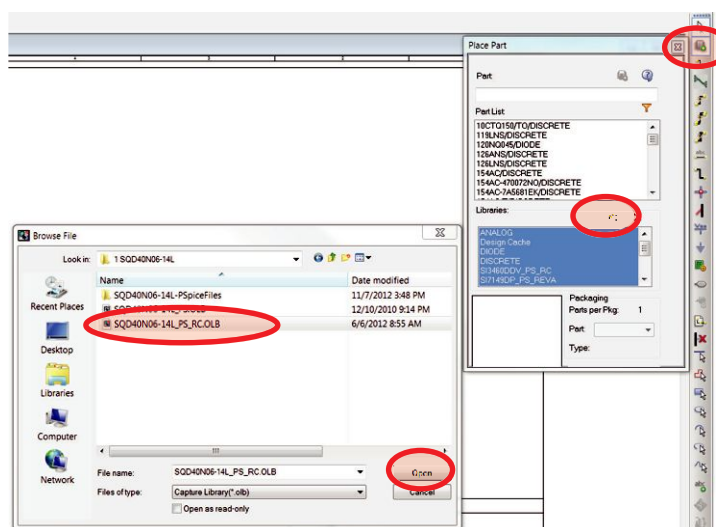 Place Part
Part
Part List:
10CTQ150/TO/DISCRETE
119LNS/DISCRETE
120NQ045/DIODE
126ANS/DISCRETE
126LNS/DISCRETE
154AC/DISCRETE
154AC-470072NO/DISCRETE
154AC-7A5681EK/DISCRETE
Libraries:
ANALOG
Design Cache
DIODE
DISCRETE
SI3460DDV_PS_RC
SI7149DP_PS_REVA
Packaging
Parts per Pkg: 1
Part:
Type:
Browse File
Look in: 1 SQD40N06-14L
Name Date modified
SQD40N06-14L-PSpiceFiles 11/7/2012 3:48 PM
SQD40N06-14L_PS.OLB 12/10/2010 9:14 PM
SQD40N06-14L_PS_RC.OLB 6/6/2012 8:55 AM
Recent Places
Desktop
Libraries
Computer
Network
File name: SQD40N06-14L_PS_RC.OLB Open
Files of type: Capture Library(*.olb) Cancel
Open as read-only